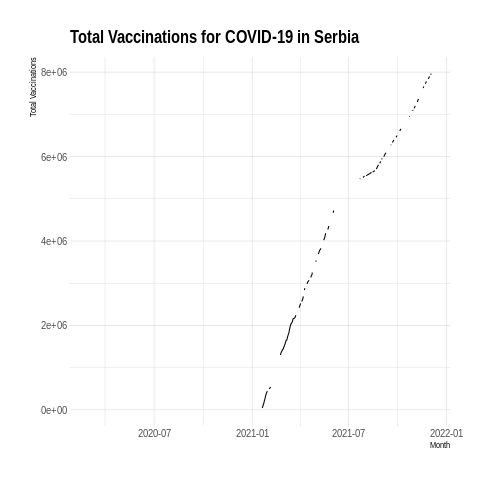 Total Vaccinations for COVID-19 in Serbia
Total Vaccinations
8e+06
6e+06
4e+06
2e+06
0e+00
2020-07
2021-01
2021-07
2022-01
Month